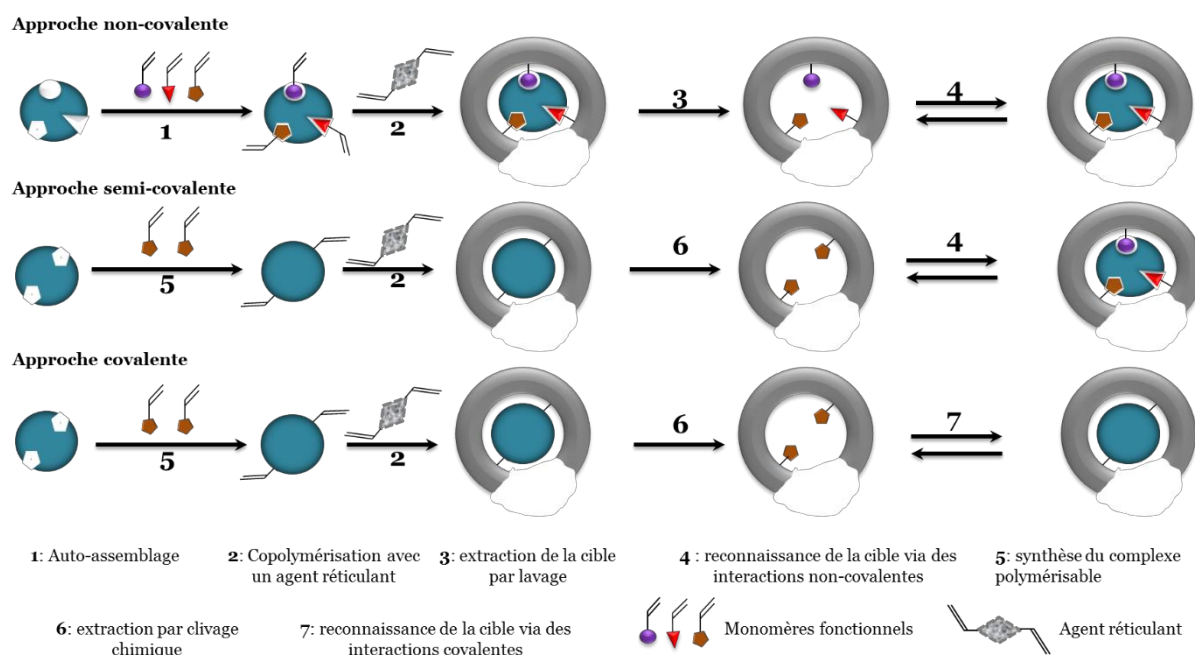 Approche non-covalente
1
2
3
4
Approche semi-covalente
5
2
6
4
Approche covalente
5
2
6
7
1: Auto-assemblage
2: Copolymérisation avec
un agent réticulant
3: extraction de la cible
par lavage
4 : reconnaissance de la cible via des
interactions non-covalentes
5: synthèse du complexe
polymérisable
6: extraction par clivage
chimique
7: reconnaissance de la cible via des
interactions covalentes
Monomères fonctionnels
Agent réticulant